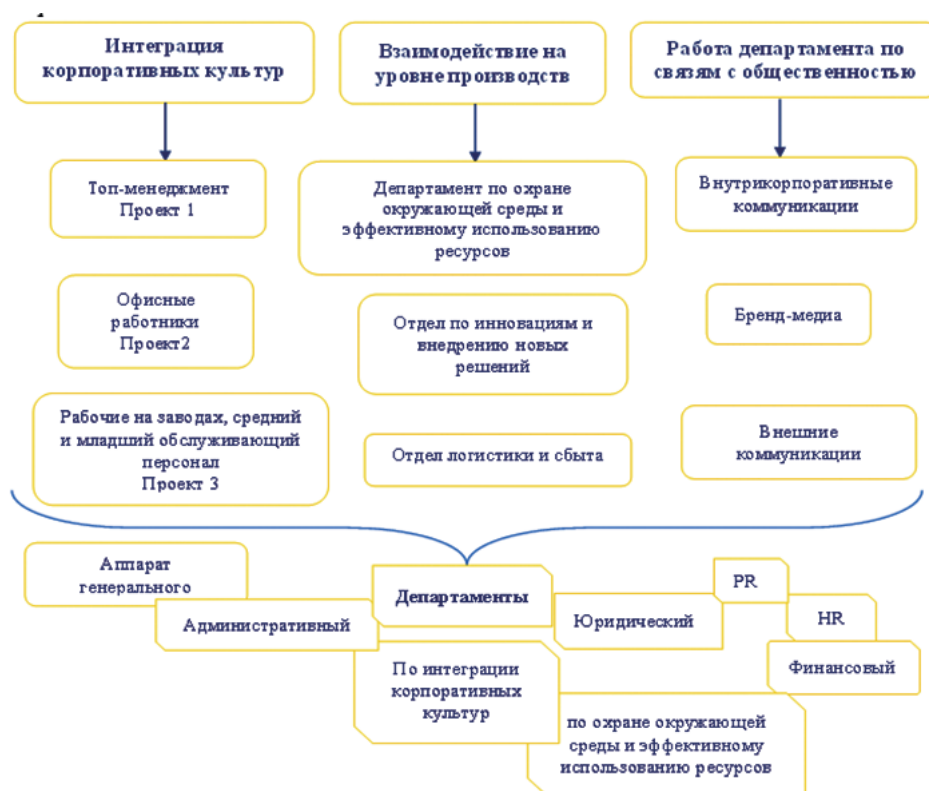 Интеграция
корпоративных культур
Взаимодействие на
уровне производств
Работа департамента по
связям с общественностью
Топ-менеджмент
Проект 1
Департамент по охране
окружающей среды и
эффективному использованию
ресурсов
Внутрикорпоративные
коммуникации
Офисные
работники
Проект2
Отдел по инновациям и
внедрению новых
решений
Бренд-медиа
Рабочие на заводах, средний
и младший обслуживающий
персонал
Проект 3
Отдел логистики и сбыта
Внешние
коммуникации
Аппарат
генерального
Административный
Департаменты
Юридический
PR
HR
Финансовый
По интеграции
корпоративных
культур
по охране окружающей
среды и эффективному
использованию ресурсов